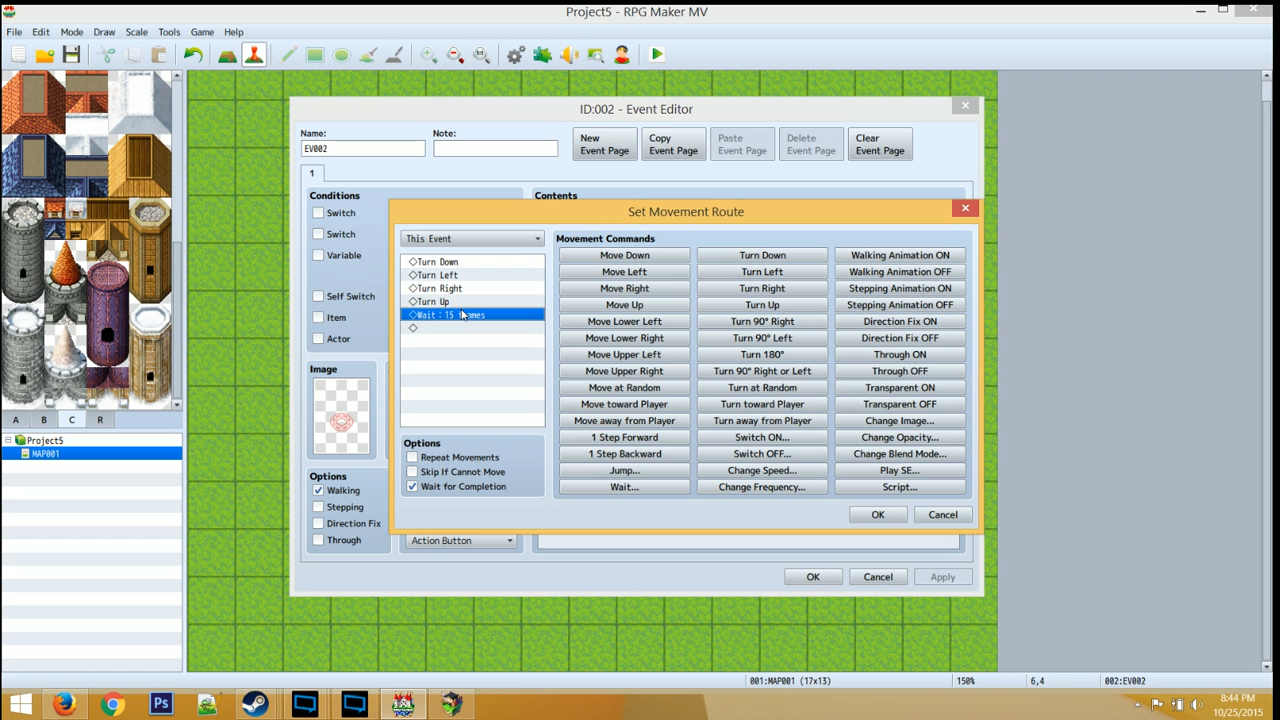 Project5 - RPG Maker MV
File Edit Mode Draw Scale Tools Game Help
ID:002 - Event Editor
Name:
EV002
Note:
New
Event Page
Copy
Event Page
Paste
Event Page
Delete
Event Page
Clear
Event Page
1
Conditions
Switch
Switch
Variable
Self Switch
Item
Actor
Image
Options
Walking
Stepping
Direction Fix
Through
Contents
Set Movement Route
This Event
◇Turn Down
◇Turn Left
◇Turn Right
◇Turn Up
◇Wait : 15 frames
◇
Options
Repeat Movements
Skip If Cannot Move
Wait for Completion
Movement Commands
Move Down Turn Down Walking Animation ON
Move Left Turn Left Walking Animation OFF
Move Right Turn Right Stepping Animation ON
Move Up Turn Up Stepping Animation OFF
Move Lower Left Turn 90° Right Direction Fix ON
Move Lower Right Turn 90° Left Direction Fix OFF
Move Upper Left Turn 180° Through ON
Move Upper Right Turn 90° Right or Left Through OFF
Move at Random Turn at Random Transparent ON
Move toward Player Turn toward Player Transparent OFF
Move away from Player Turn away from Player Change Image...
1 Step Forward Switch ON... Change Opacity...
1 Step Backward Switch OFF... Change Blend Mode...
Jump... Change Speed... Play SE...
Wait... Change Frequency... Script...
OK Cancel
Action Button
OK Cancel Apply
A B C R
Project5
MAP001
001:MAP001 (17x13) 150% 6,4 002:EV002
Ps
8:44 PM
10/25/2015